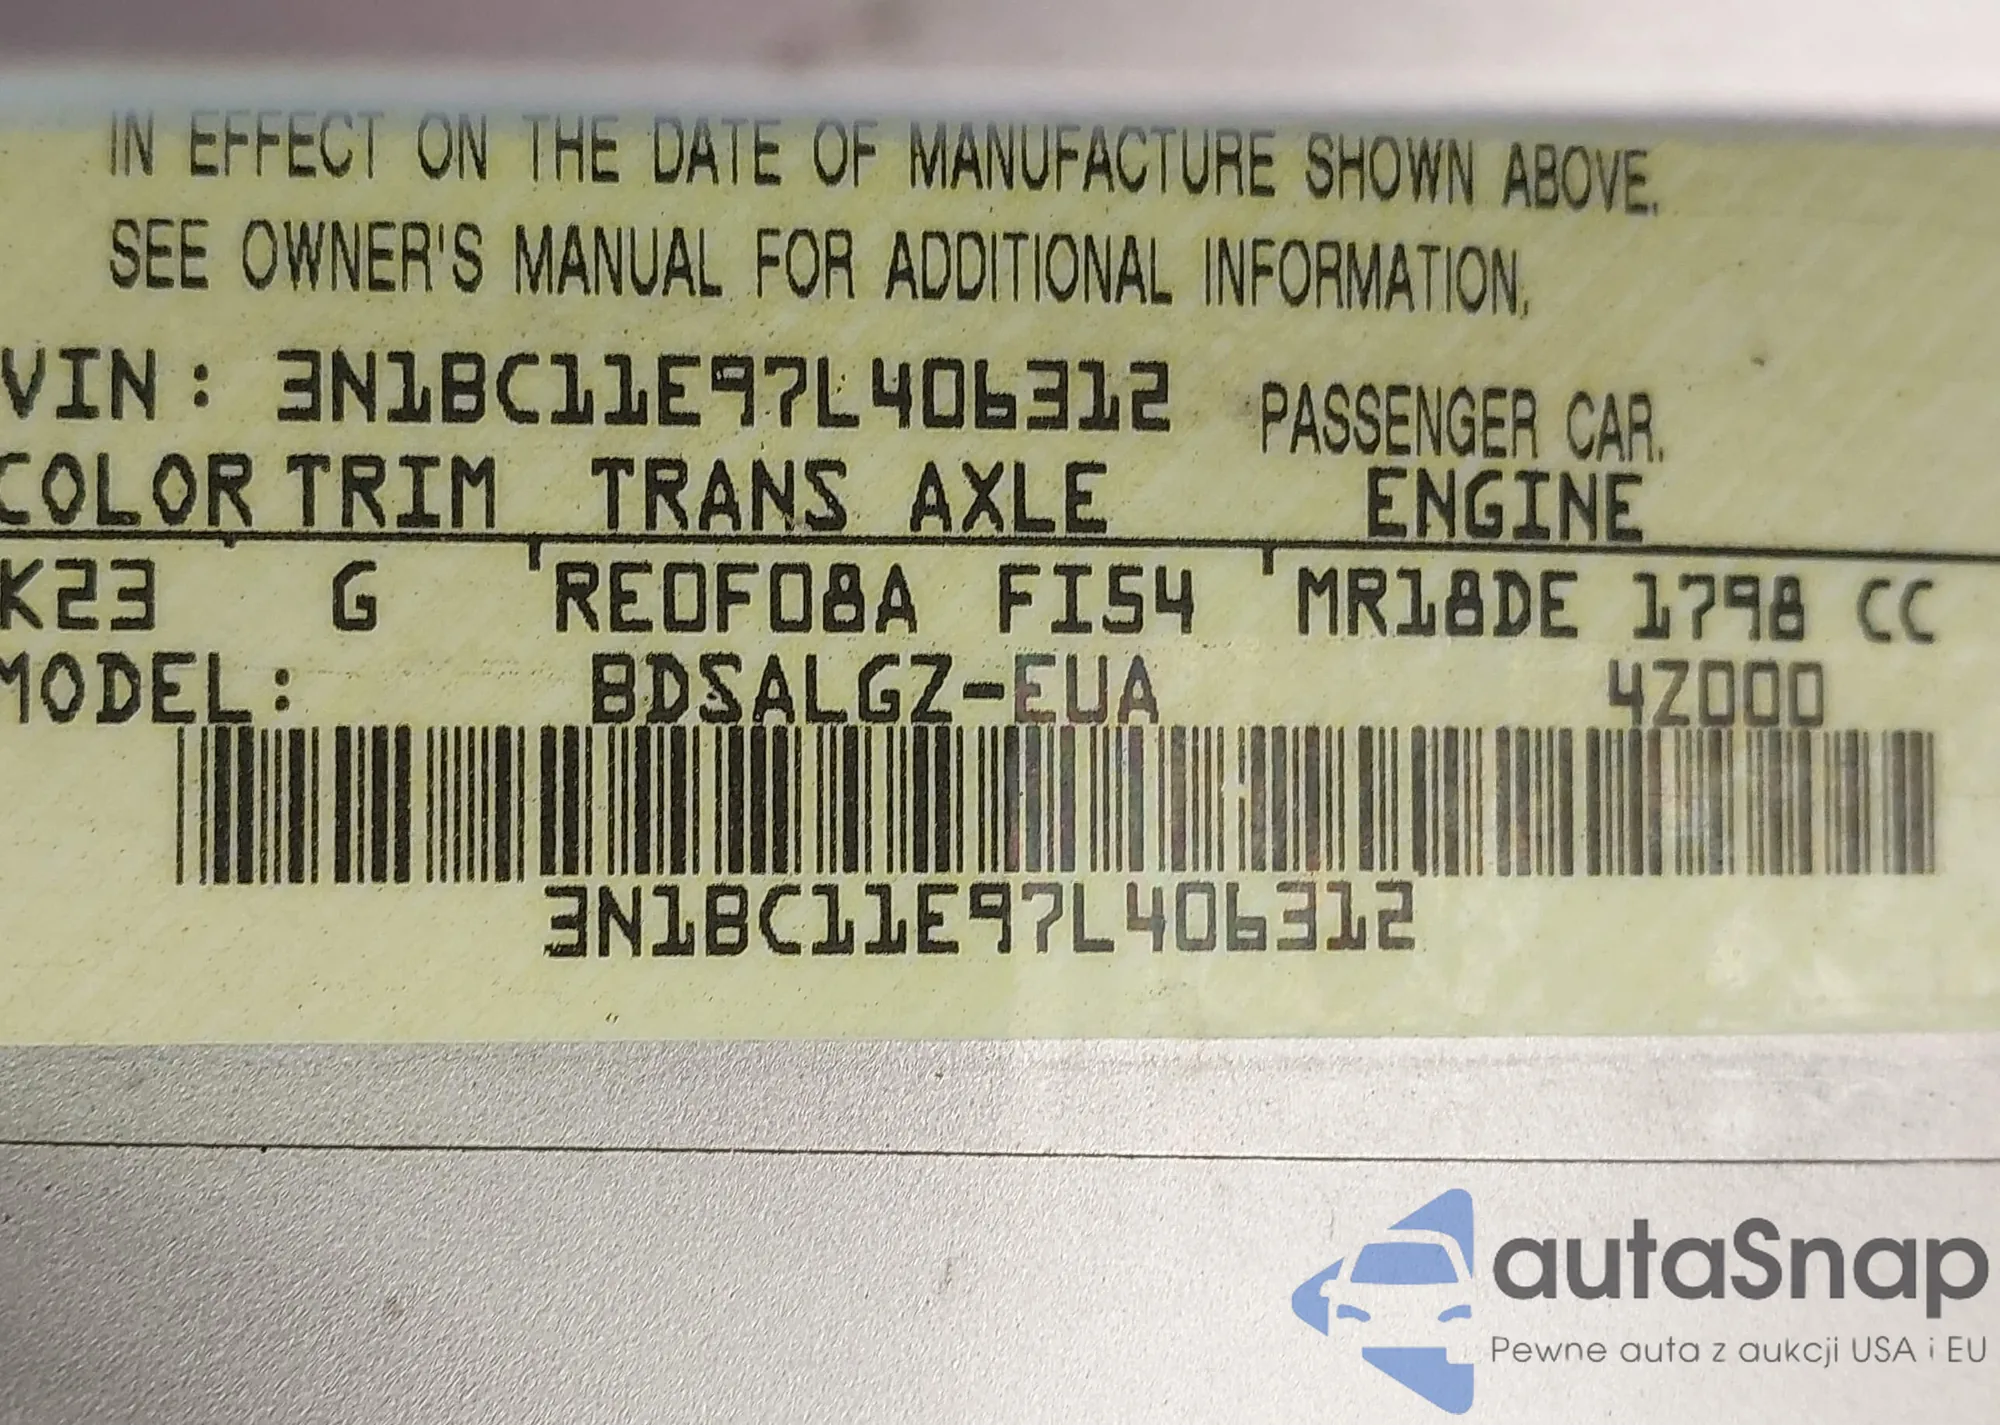 IN EFFECT ON THE DATE OF MANUFACTURE SHOWN ABOVE.
SEE OWNER'S MANUAL FOR ADDITIONAL INFORMATION.
VIN: 3N1BC11E97L406312 PASSENGER CAR.
COLOR TRIM TRANS AXLE ENGINE
K23 G RE0F08A FI54 MR18DE 1798 CC
MODEL: BDSALGZ-EUA 4Z000
3N1BC11E97L406312
autaSnap
Pewne auta z aukcji USA i EU